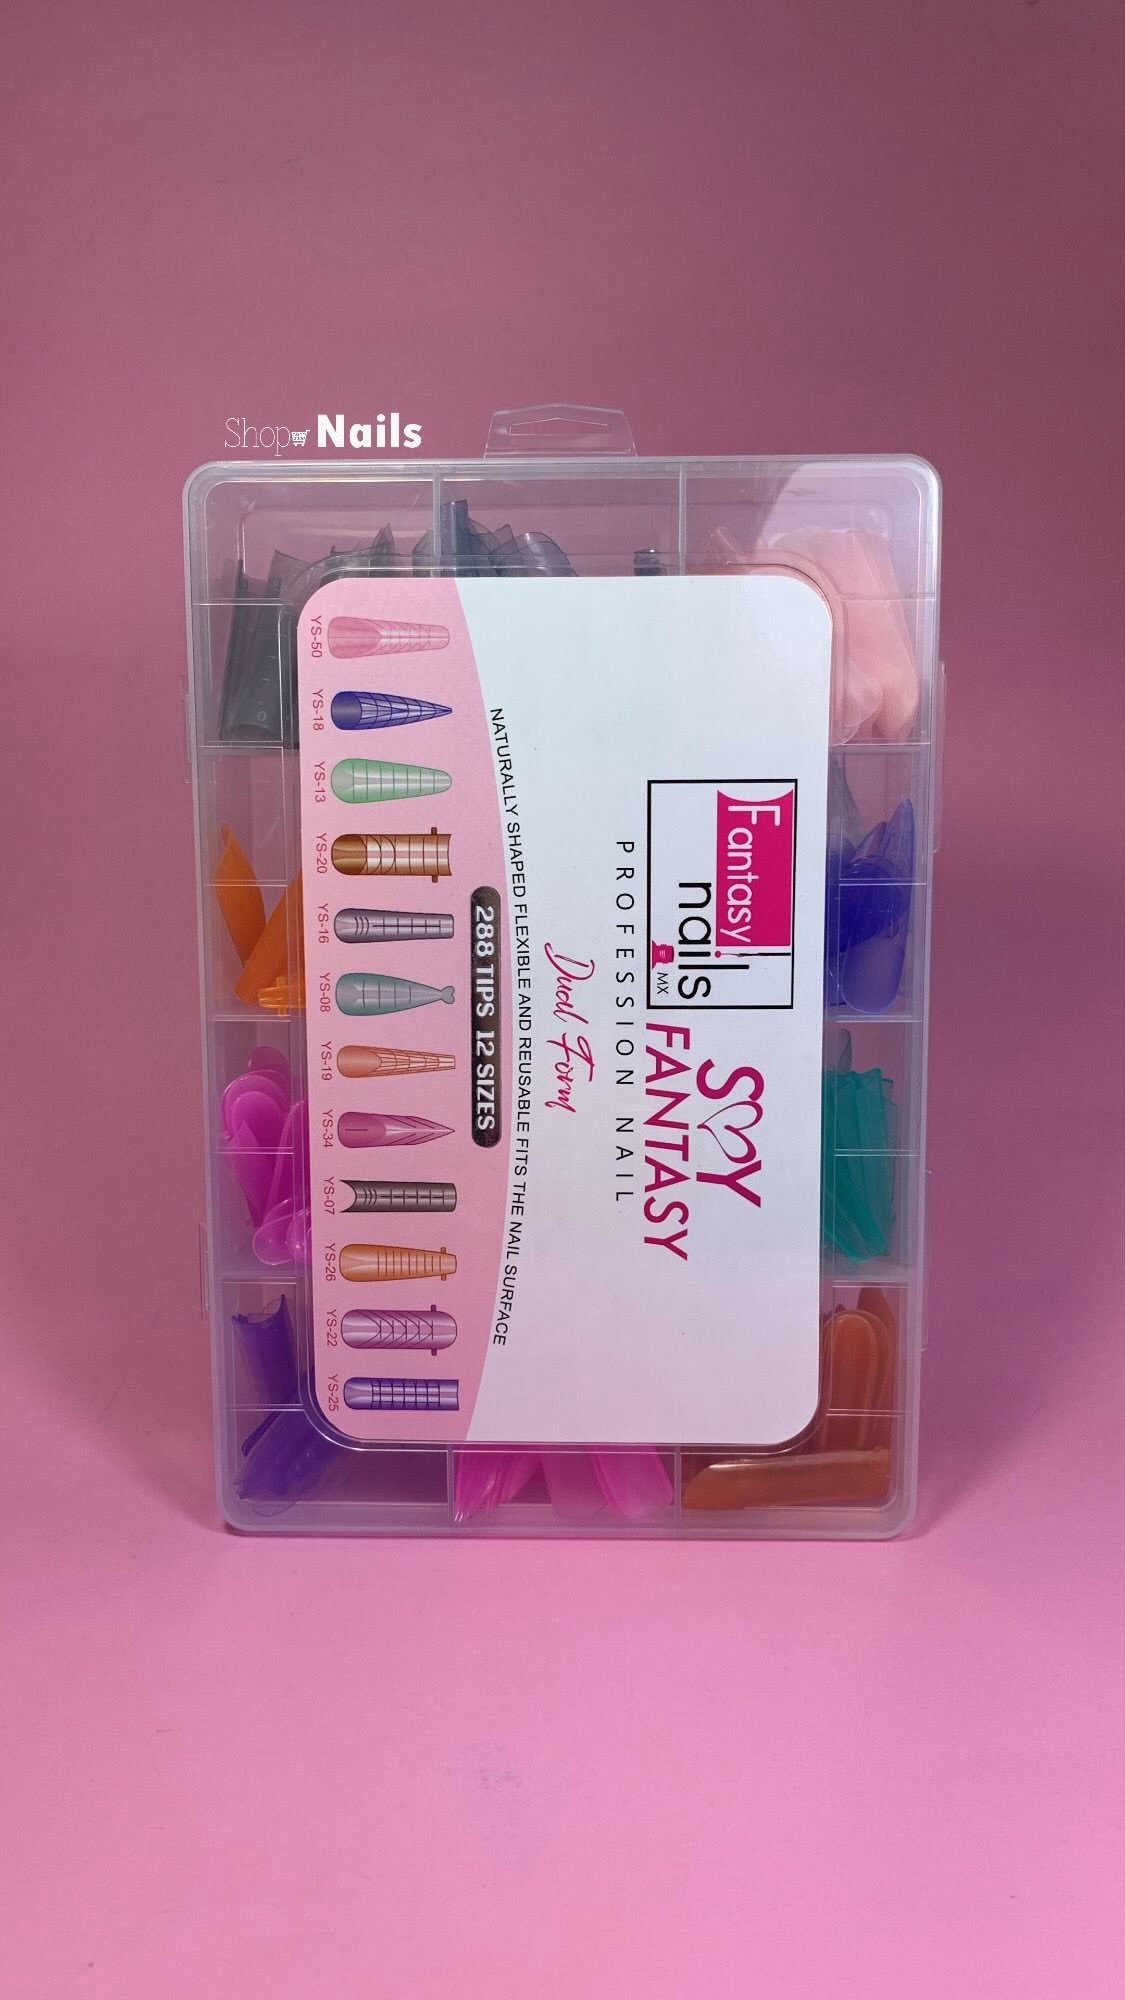 Shop Nails
Fantasy
nails
MX
SOY
FANTASY
PROFESSION NAIL
Dual Form
NATURALLY SHAPED FLEXIBLE AND REUSABLE FITS THE NAIL SURFACE
288 TIPS 12 SIZES
YS-50
YS-18
YS-13
YS-20
YS-16
YS-08
YS-19
YS-34
YS-07
YS-26
YS-22
YS-25